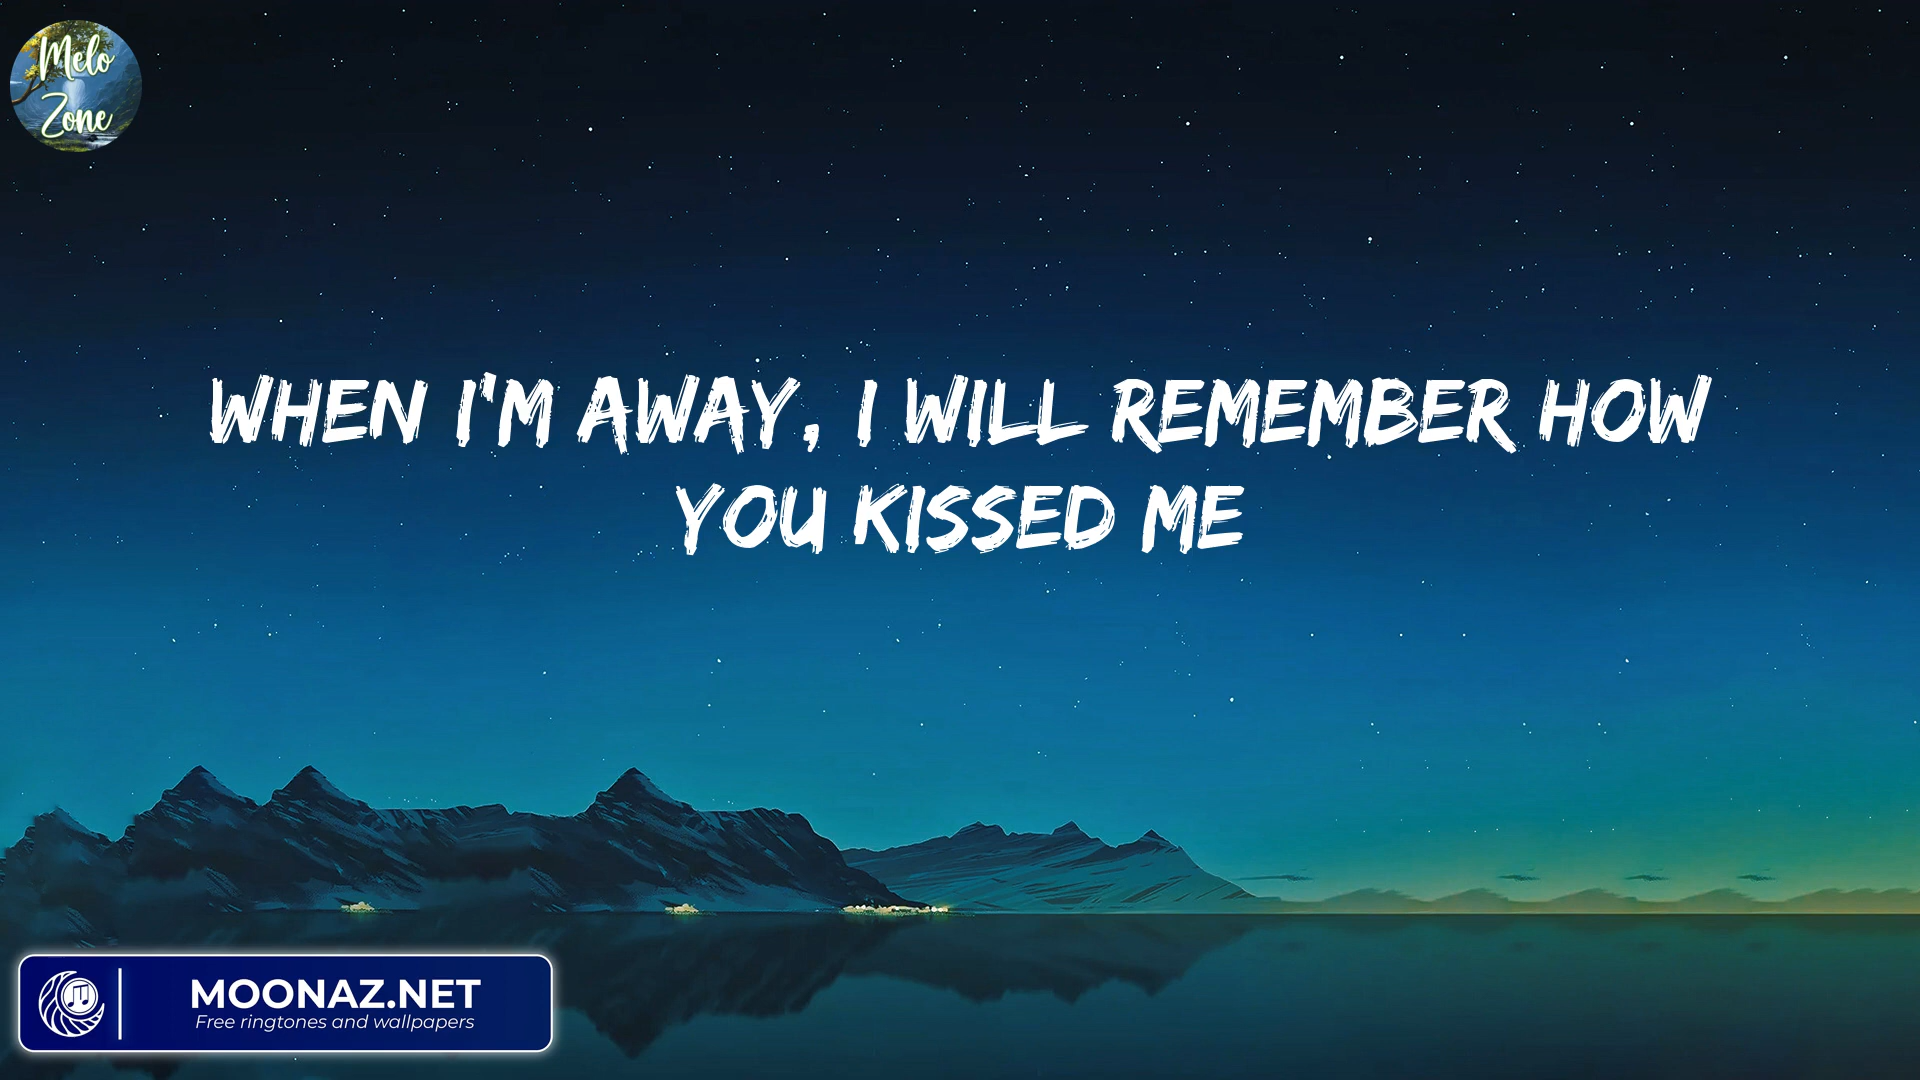 Melo
Zone
WHEN I'M AWAY, I WILL REMEMBER HOW
YOU KISSED ME
MOONAZ.NET
Free ringtones and wallpapers